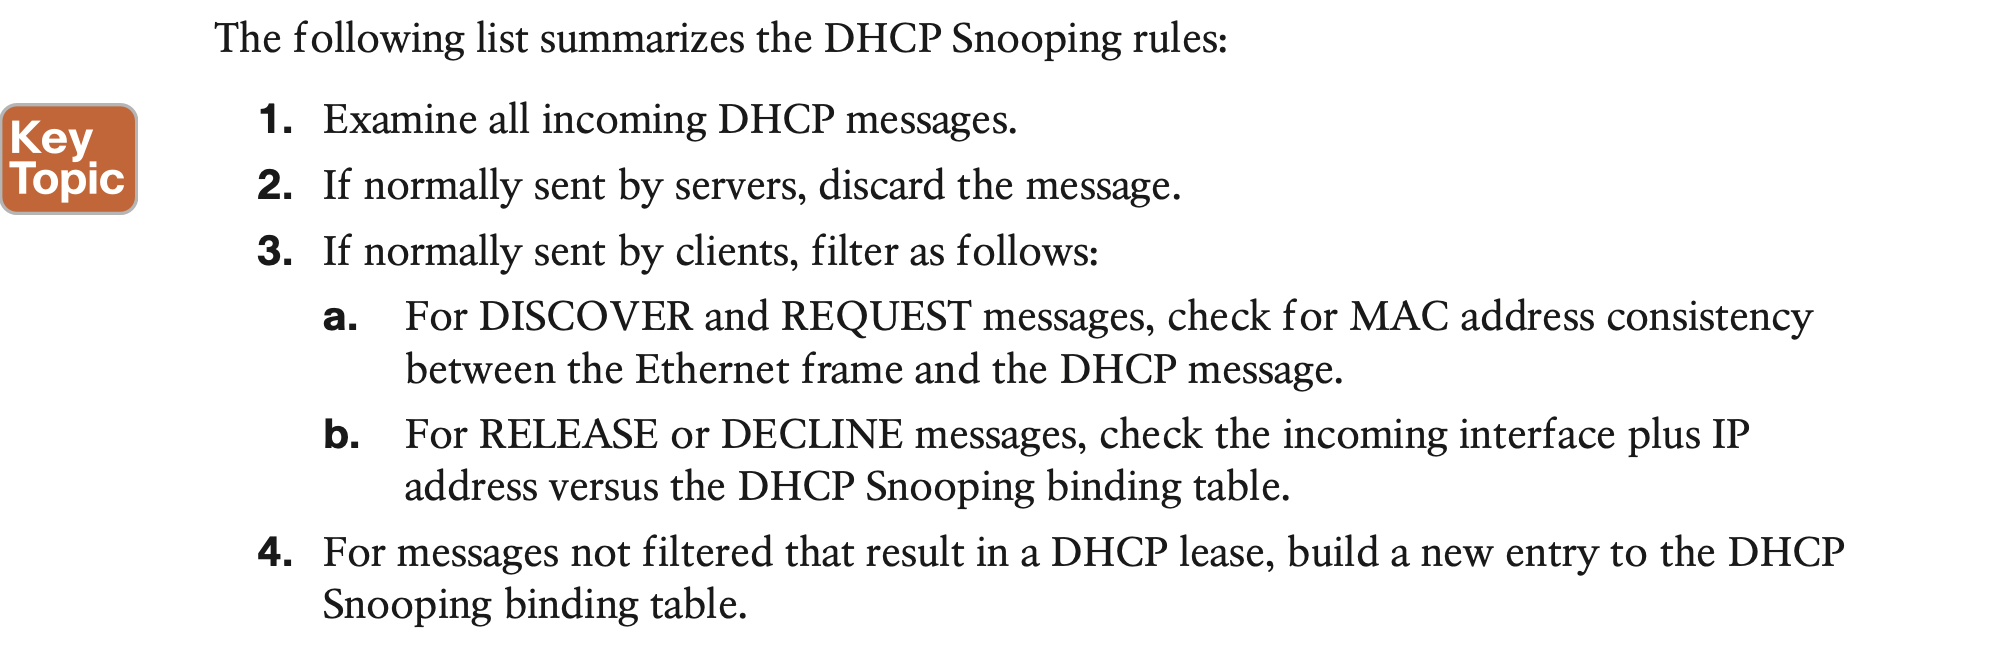 The following list summarizes the DHCP Snooping rules:
Key
Topic
1. Examine all incoming DHCP messages.
2. If normally sent by servers, discard the message.
3. If normally sent by clients, filter as follows:
a. For DISCOVER and REQUEST messages, check for MAC address consistency
between the Ethernet frame and the DHCP message.
b. For RELEASE or DECLINE messages, check the incoming interface plus IP
address versus the DHCP Snooping binding table.
4. For messages not filtered that result in a DHCP lease, build a new entry to the DHCP
Snooping binding table.